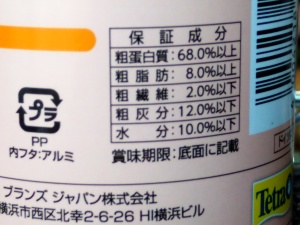 保証成分
粗蛋白質:68.0%以上
粗脂肪:8.0%以上
粗繊維:2.0%以下
粗灰分:12.0%以下
水分:10.0%以下
賞味期限:底面に記載
プラ
PP
内フタ:アルミ
ブランズ ジャパン株式会社
横浜市西区北幸2-6-26 HI横浜ビル
Tetra